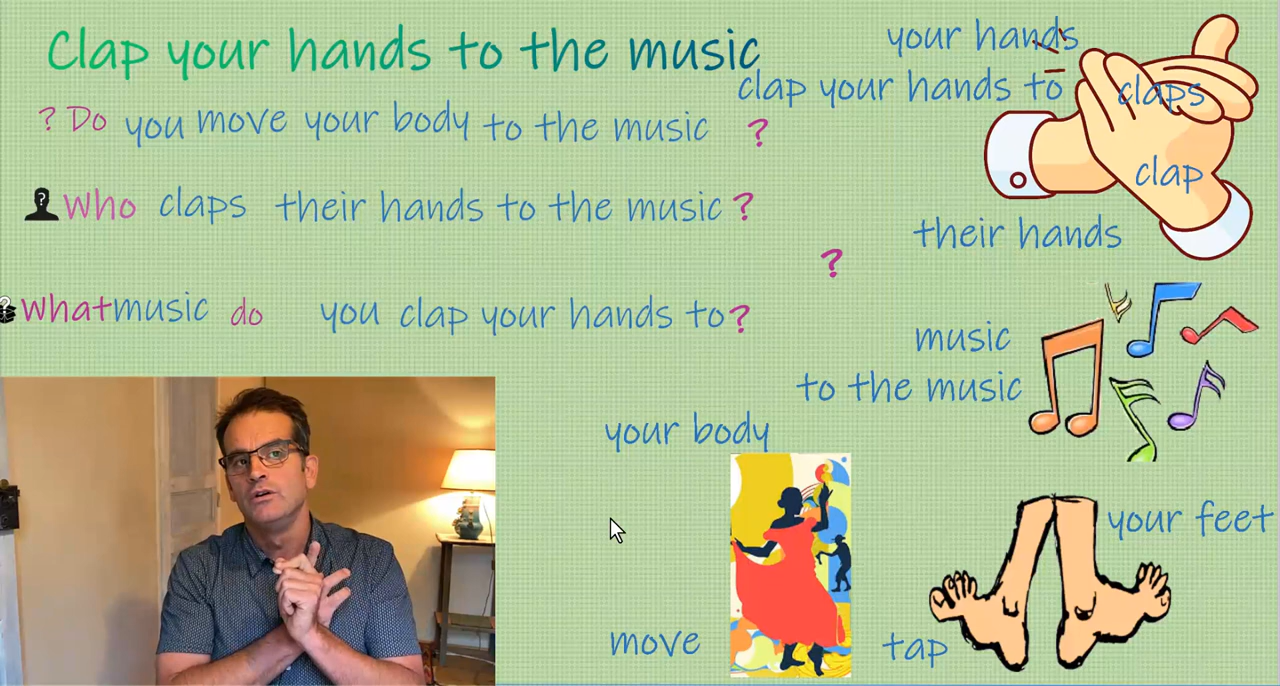 Clap your hands to the music
your hands
clap your hands to
claps
? Do you move your body to the music ?
clap
? Who claps their hands to the music ?
their hands
?
? Whatmusic do you clap your hands to?
music
to the music
your body
your feet
move
tap